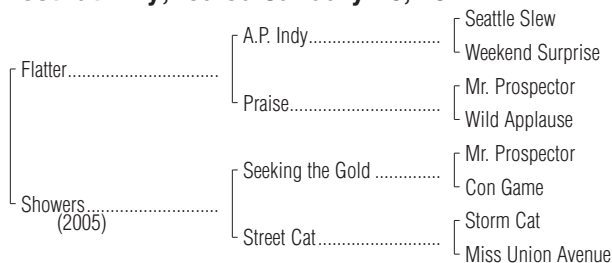 Seattle Slew
A.P. Indy
Weekend Surprise
Flatter
Mr. Prospector
Praise
Wild Applause
Mr. Prospector
Seeking the Gold
Con Game
Showers
(2005)
Storm Cat
Street Cat
Miss Union Avenue